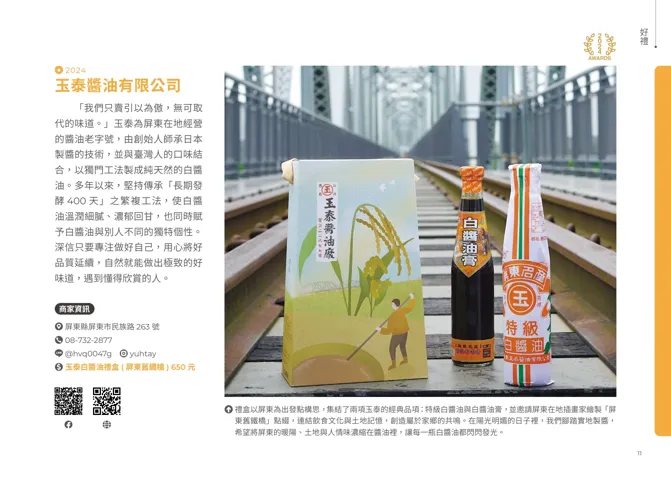 好禮
2024
AWARDS
2024
玉泰醬油有限公司
「我們只賣引以為傲，無可取
代的味道。」玉泰為屏東在地經營
的醬油老字號，由創始人師承日本
製醬的技術，並與臺灣人的口味結
合，以獨門工法製成純天然的白醬
油。多年以來，堅持傳承「長期發
酵 400 天」之繁複工法，使白醬
油溫潤細膩、濃郁回甘，也同時賦
予白醬油與別人不同的獨特個性。
深信只要專注做好自己，用心將好
品質延續，自然就能做出極致的好
味道，遇到懂得欣賞的人。
商家資訊
屏東縣屏東市民族路 263 號
08-732-2877
@hvq0047g yuhtay
玉泰白醬油禮盒 ( 屏東舊鐵橋 ) 650 元
玉泰醬油廠
白醬油膏
屏東名產
玉
特級
白醬油
禮盒以屏東為出發點構思，集結了兩項玉泰的經典品項：特級白醬油與白醬油膏，並邀請屏東在地插畫家繪製「屏
東舊鐵橋」點綴，連結飲食文化與土地記憶，創造屬於家鄉的共鳴。在陽光明媚的日子裡，我們腳踏實地製醬，
希望將屏東的暖陽、土地與人情味濃縮在醬油裡，讓每一瓶白醬油都閃閃發光。
11